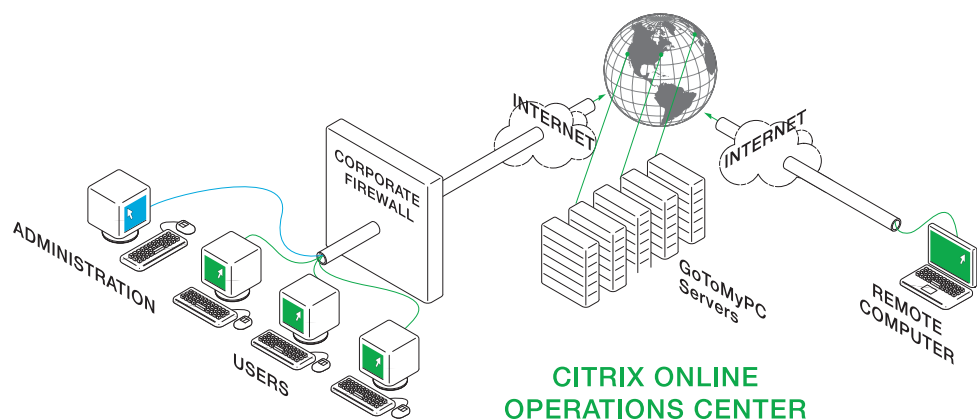 INTERNET
CORPORATE
FIREWALL
INTERNET
ADMINISTRATION
USERS
GoToMyPC
Servers
REMOTE
COMPUTER
CITRIX ONLINE
OPERATIONS CENTER